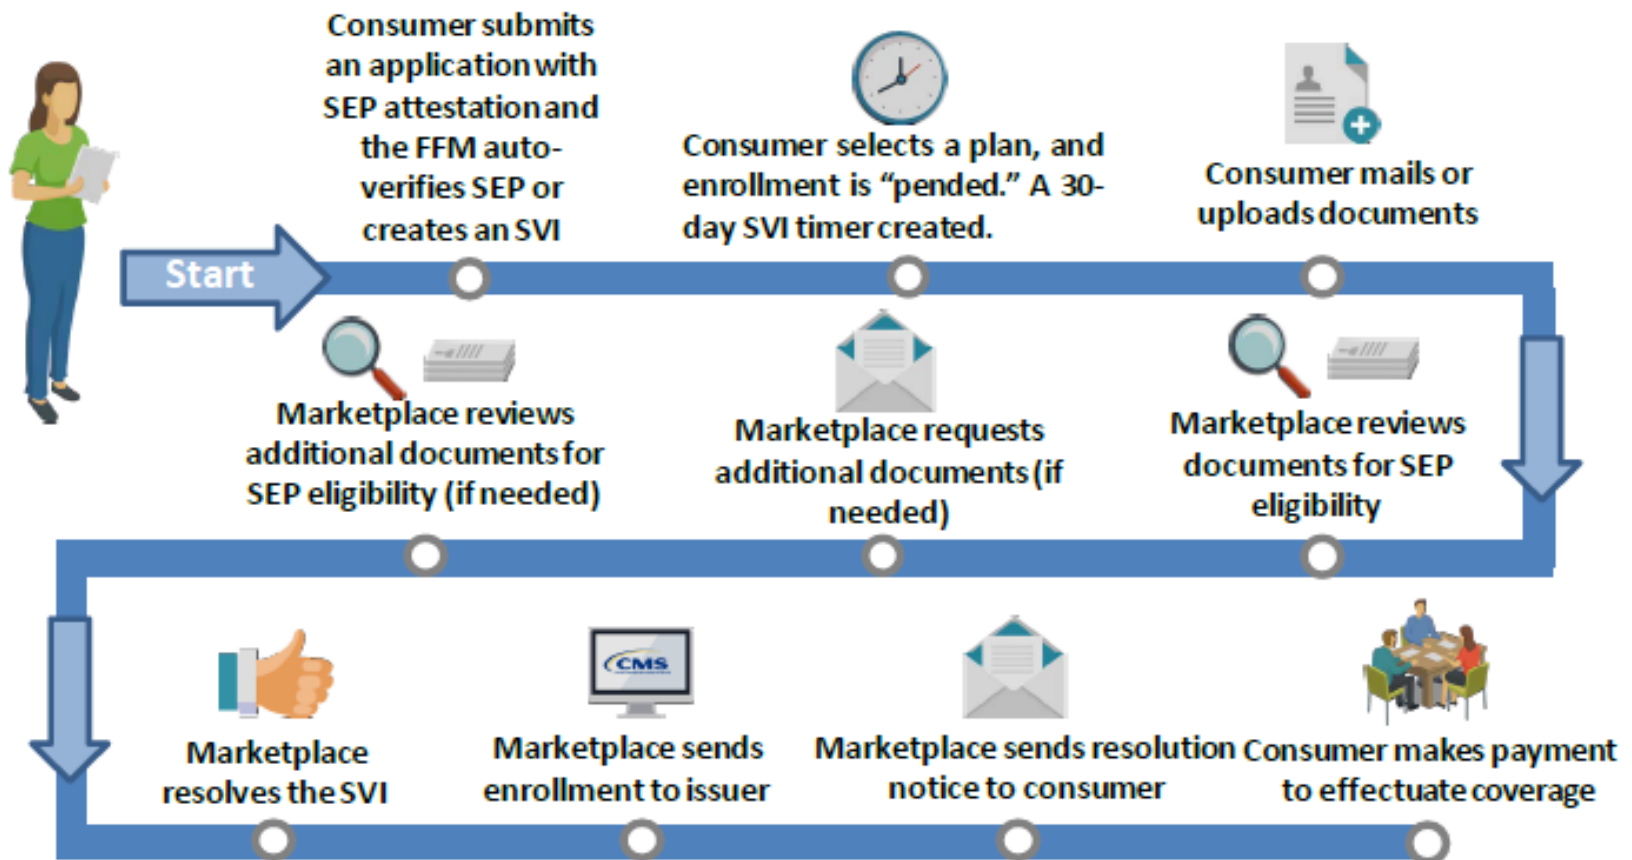 Consumer submits
an application with
SEP attestation and
the FFM auto-
verifies SEP or
creates an SVI
Consumer selects a plan, and
enrollment is “pended.” A 30-
day SVI timer created.
Consumer mails or
uploads documents
Start
Marketplace reviews
documents for SEP
eligibility
Marketplace requests
additional documents (if
needed)
Marketplace reviews
additional documents for
SEP eligibility (if needed)
Marketplace
resolves the SVI
CMS
Marketplace sends
enrollment to issuer
Marketplace sends resolution
notice to consumer
Consumer makes payment
to effectuate coverage